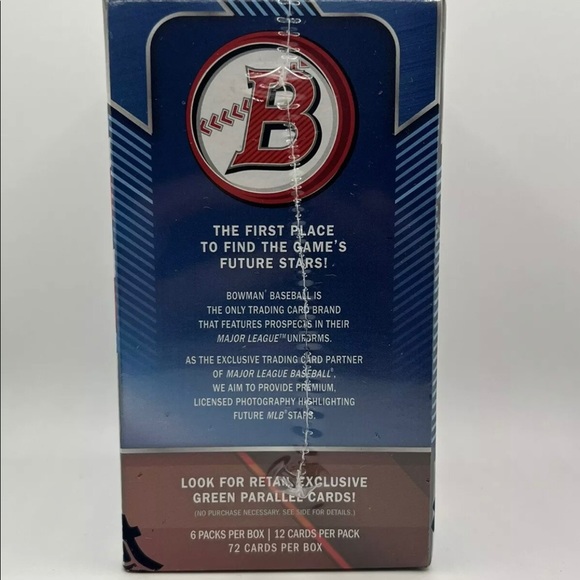 B
THE FIRST PLACE
TO FIND THE GAME'S
FUTURE STARS!
BOWMAN® BASEBALL IS
THE ONLY TRADING CARD BRAND
THAT FEATURES PROSPECTS IN THEIR
MAJOR LEAGUE™ UNIFORMS.
AS THE EXCLUSIVE TRADING CARD PARTNER
OF MAJOR LEAGUE BASEBALL®,
WE AIM TO PROVIDE PREMIUM,
LICENSED PHOTOGRAPHY HIGHLIGHTING
FUTURE MLB® STARS.
LOOK FOR RETAIL EXCLUSIVE
GREEN PARALLEL CARDS!
(NO PURCHASE NECESSARY. SEE SIDE FOR DETAILS.)
6 PACKS PER BOX | 12 CARDS PER PACK
72 CARDS PER BOX